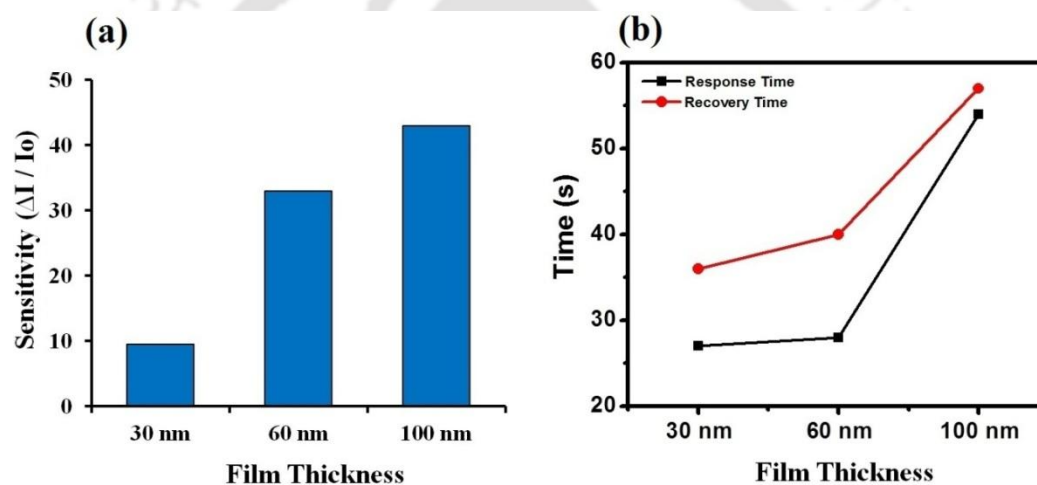 (a)
50
40
30
20
10
0
Sensitivity (ΔI / Io)
30 nm
60 nm
100 nm
Film Thickness
(b)
60
50
40
30
20
Time (s)
Response Time
Recovery Time
30 nm
60 nm
100 nm
Film Thickness